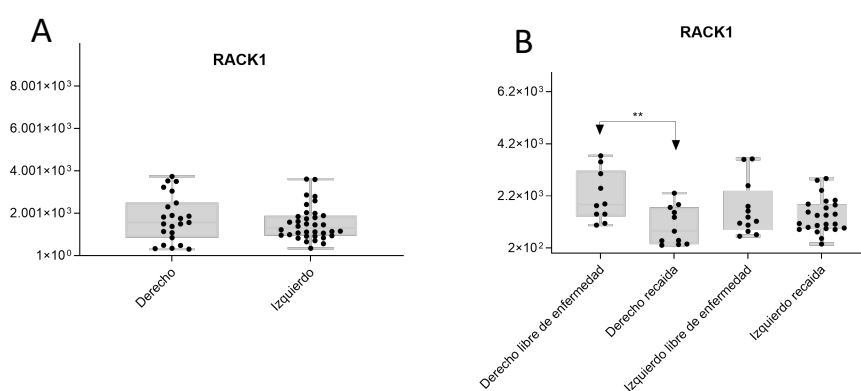 A
RACK1
8.001×10³
6.001×10³
4.001×10³
2.001×10³
1×10⁰
Derecho
Izquierdo
B
RACK1
6.2×10³
4.2×10³
2.2×10³
2×10²
**
Derecho libre de enfermedad
Derecho recaida
Izquierdo libre de enfermedad
Izquierdo recaida